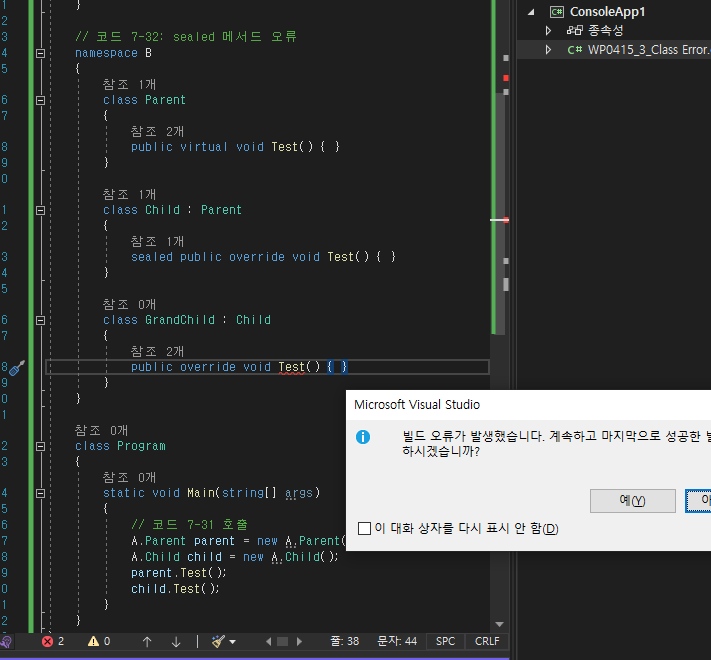 }
// 코드 7-32: sealed 메서드 오류
namespace B
{
참조 1개
class Parent
{
참조 2개
public virtual void Test() { }
}
참조 1개
class Child : Parent
{
참조 1개
sealed public override void Test() { }
}
참조 0개
class GrandChild : Child
{
참조 2개
public override void Test() { }
}
}
참조 0개
class Program
{
참조 0개
static void Main(string[] args)
{
// 코드 7-31 호출
A.Parent parent = new A.Parent(
A.Child child = new A.Child();
parent.Test();
child.Test();
}
}
2 0 줄: 38 문자: 44 SPC CRLF
C# ConsoleApp1
종속성
C# WP0415_3_Class Error.
Microsoft Visual Studio
빌드 오류가 발생했습니다. 계속하고 마지막으로 성공한
하시겠습니까?
예(Y)
이 대화 상자를 다시 표시 안 함(D)